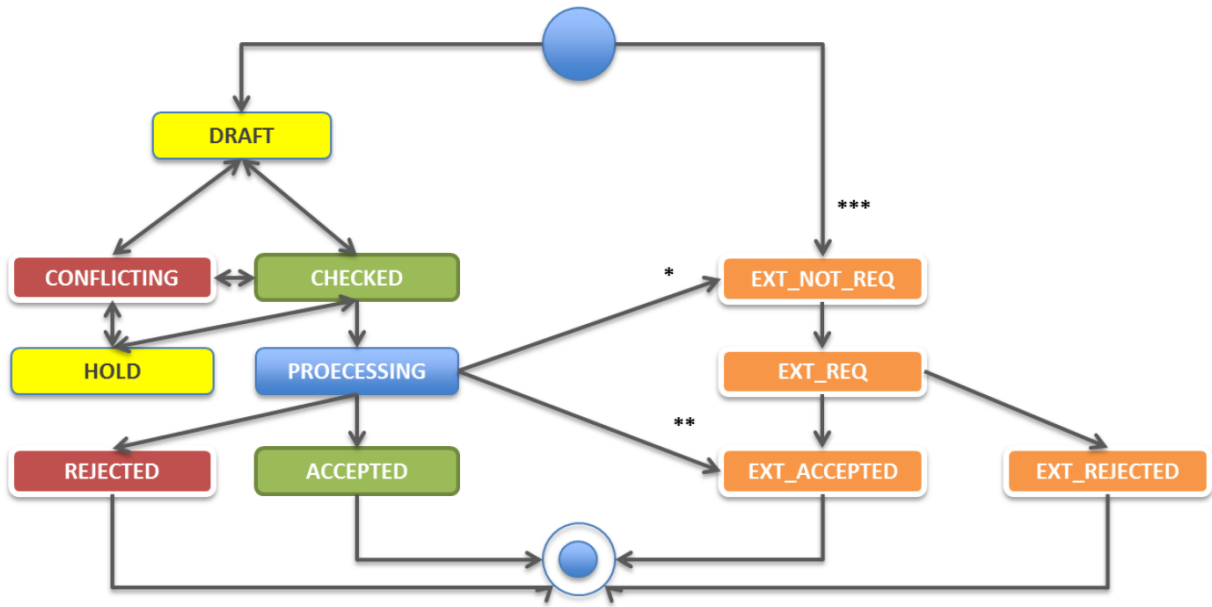 DRAFT
***
CONFLICTING
CHECKED
*
EXT_NOT_REQ
HOLD
PROECESSING
EXT_REQ
**
REJECTED
ACCEPTED
EXT_ACCEPTED
EXT_REJECTED